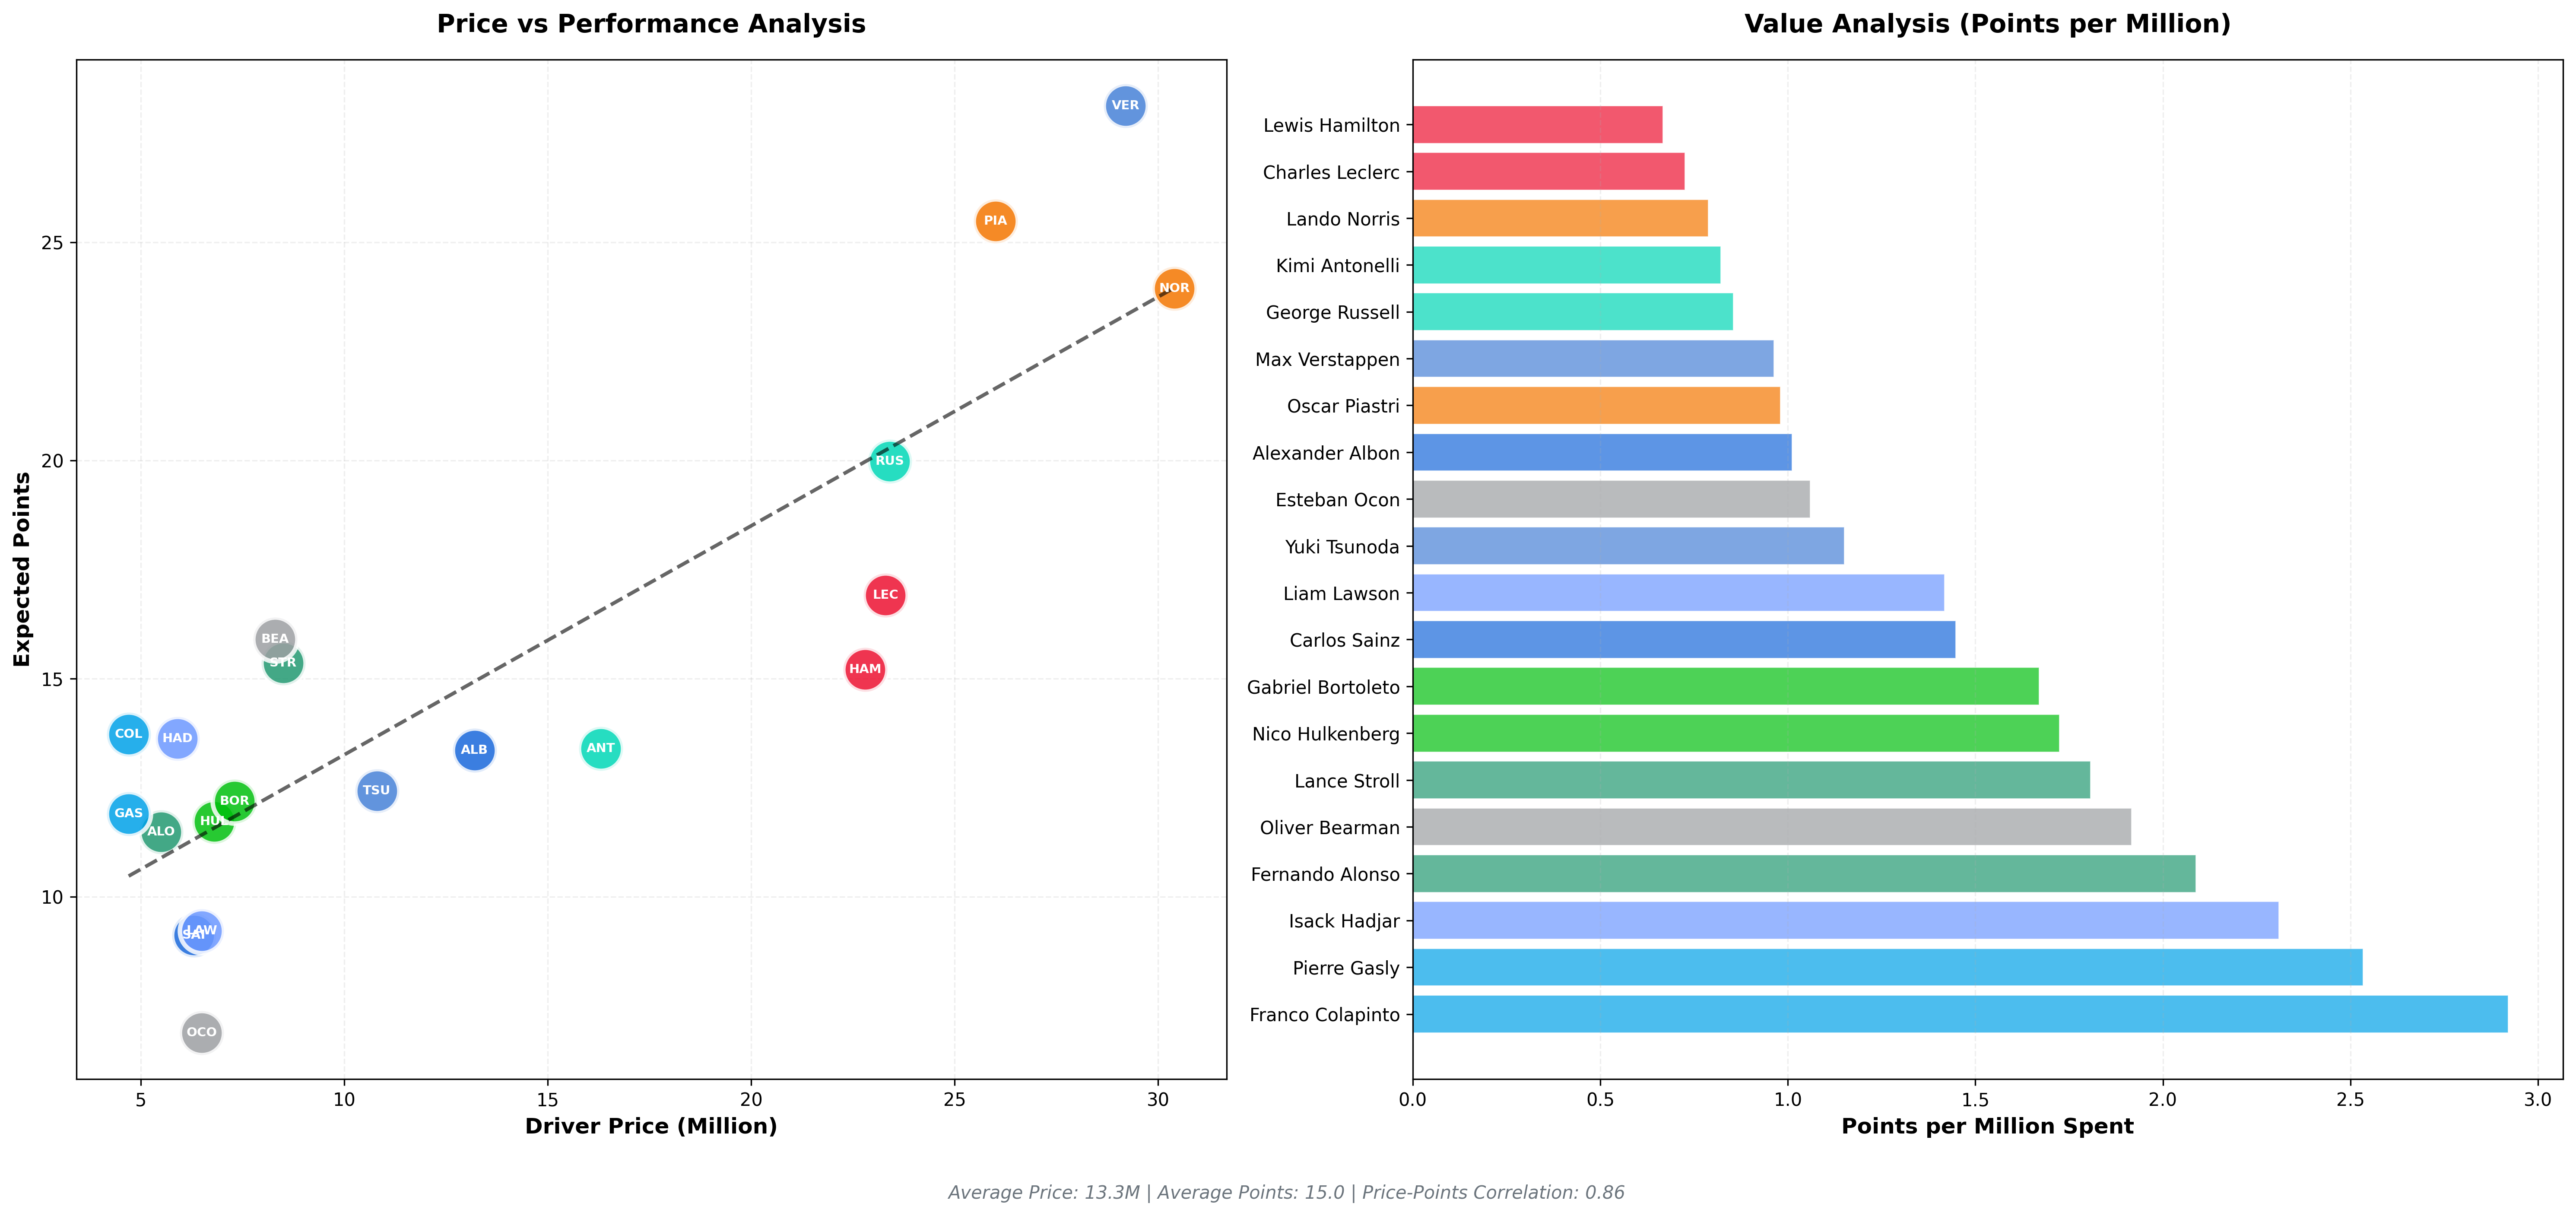 Price vs Performance Analysis
VER
PIA
NOR
RUS
LEC
HAM
BEA
STR
COL
HAD
ALB
ANT
TSU
BOR
GAS
HUL
ALO
LAW
SAI
OCO
25
20
15
10
Expected Points
5
10
15
20
25
30
Driver Price (Million)
Value Analysis (Points per Million)
Lewis Hamilton
Charles Leclerc
Lando Norris
Kimi Antonelli
George Russell
Max Verstappen
Oscar Piastri
Alexander Albon
Esteban Ocon
Yuki Tsunoda
Liam Lawson
Carlos Sainz
Gabriel Bortoleto
Nico Hulkenberg
Lance Stroll
Oliver Bearman
Fernando Alonso
Isack Hadjar
Pierre Gasly
Franco Colapinto
0.0
0.5
1.0
1.5
2.0
2.5
3.0
Points per Million Spent
Average Price: 13.3M | Average Points: 15.0 | Price-Points Correlation: 0.86